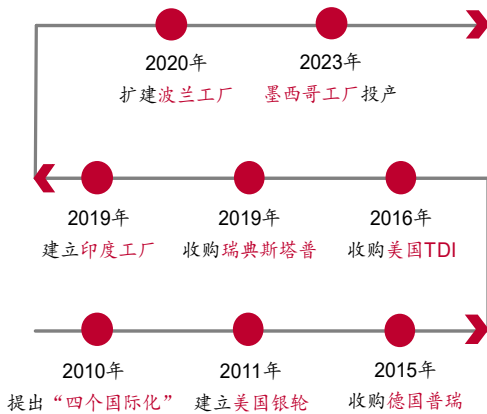 2020年 2023年
扩建波兰工厂 墨西哥工厂投产
2019年 2019年 2016年
建立印度工厂 收购瑞典斯塔普 收购美国TDI
2010年 2011年 2015年
提出“四个国际化” 建立美国银轮 收购德国普瑞